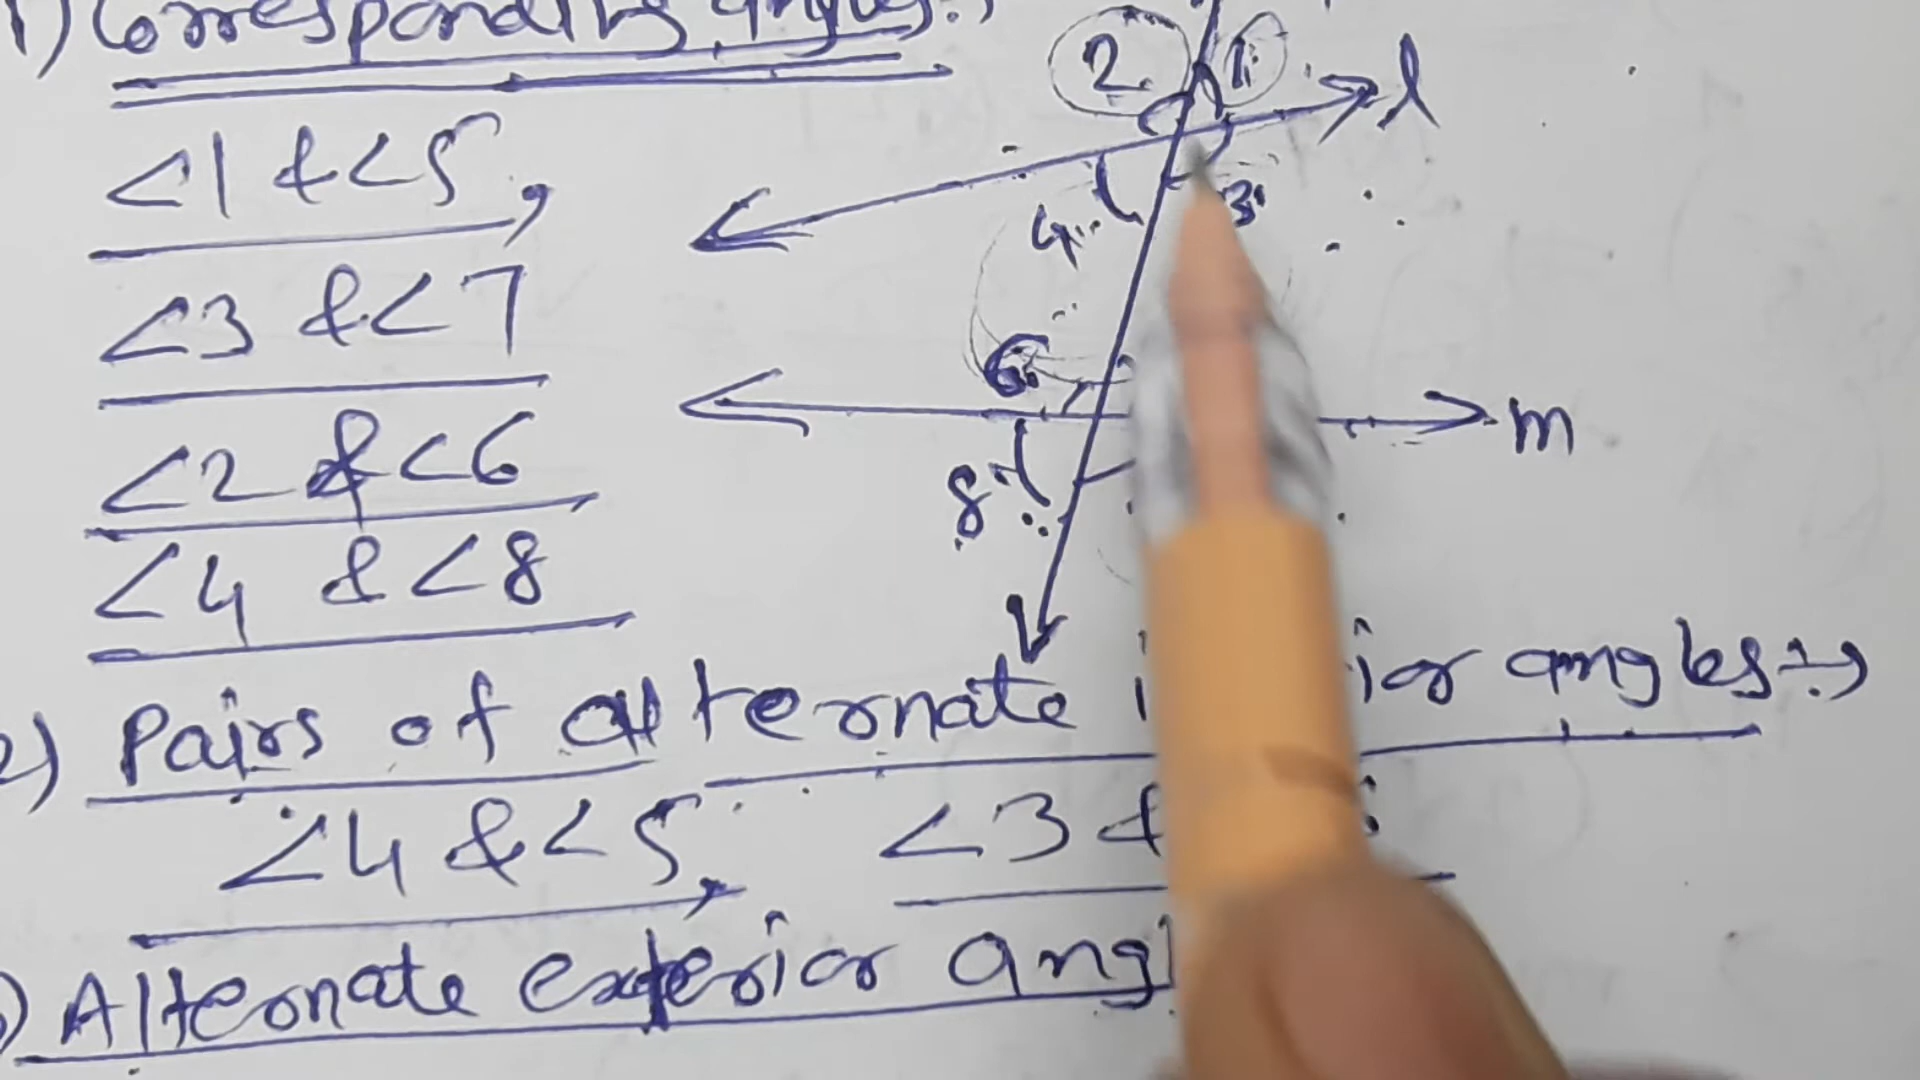 1) Corresponding angles:,
2 1
l
<1 & <5,
4 3
<3 & <7
6
m
<2 & <6
8
<4 & <8
2) Pairs of alternate angles:→
<4 & <5, <3 &
Alternate exterior